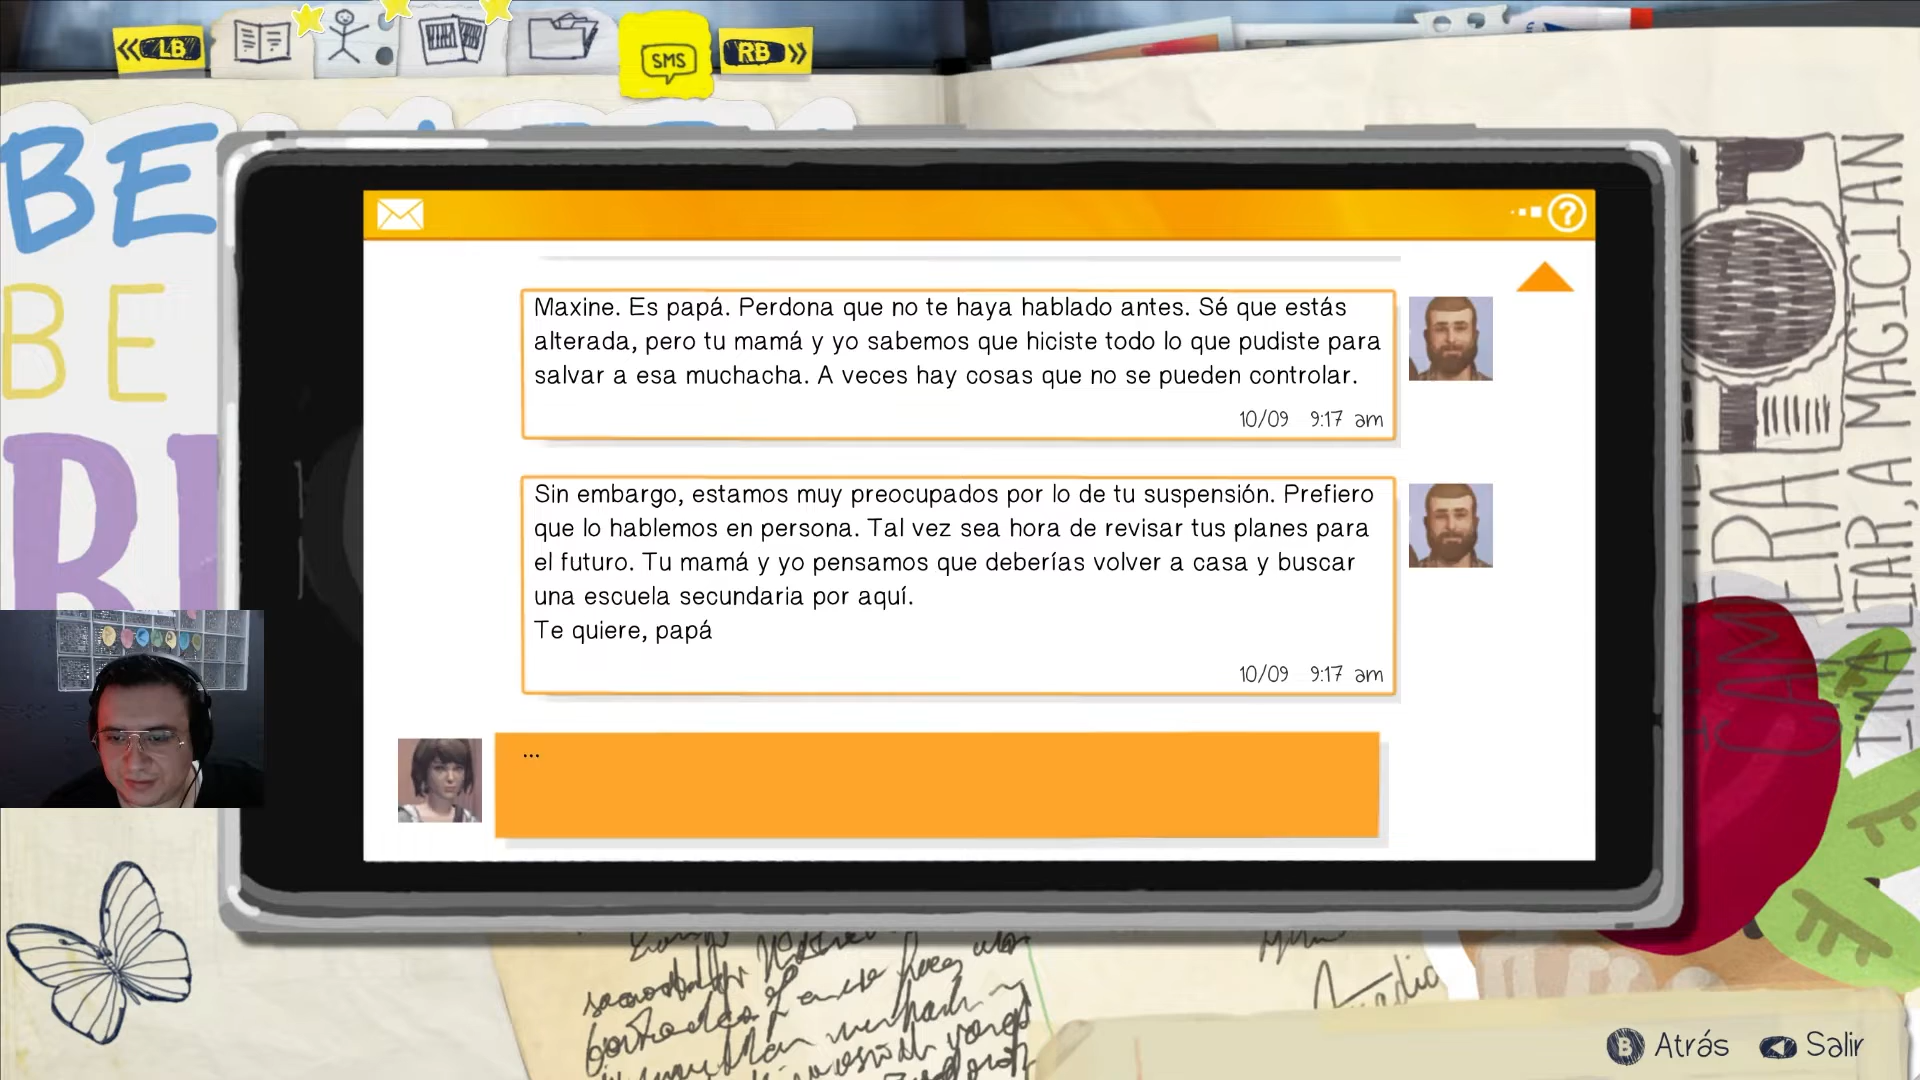 LB
SMS
RB
BE
BE
Maxine. Es papá. Perdona que no te haya hablado antes. Sé que estás
alterada, pero tu mamá y yo sabemos que hiciste todo lo que pudiste para
salvar a esa muchacha. A veces hay cosas que no se pueden controlar.
10/09 9:17 am
Sin embargo, estamos muy preocupados por lo de tu suspensión. Prefiero
que lo hablemos en persona. Tal vez sea hora de revisar tus planes para
el futuro. Tu mamá y yo pensamos que deberías volver a casa y buscar
una escuela secundaria por aquí.
Te quiere, papá
10/09 9:17 am
...
CAMERA
LIAR, A MAGICIAN
B Atrás
Salir